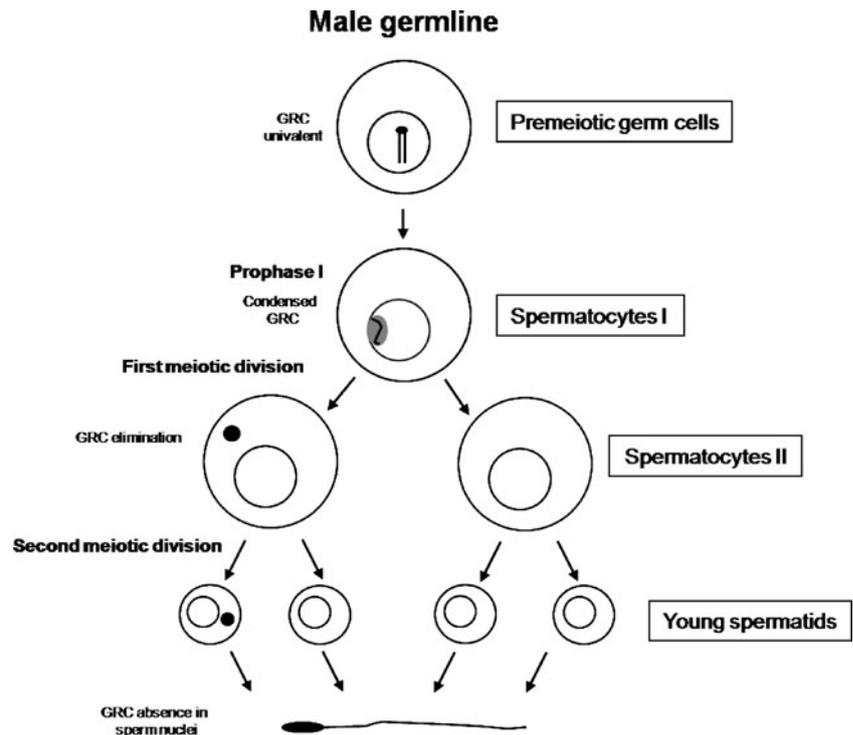 Male germline
GRC
univalent
Premeiotic germ cells
Prophase I
Condensed
GRC
Spermatocytes I
First meiotic division
GRC elimination
Spermatocytes II
Second meiotic division
Young spermatids
GRC absence in
sperm nuclei